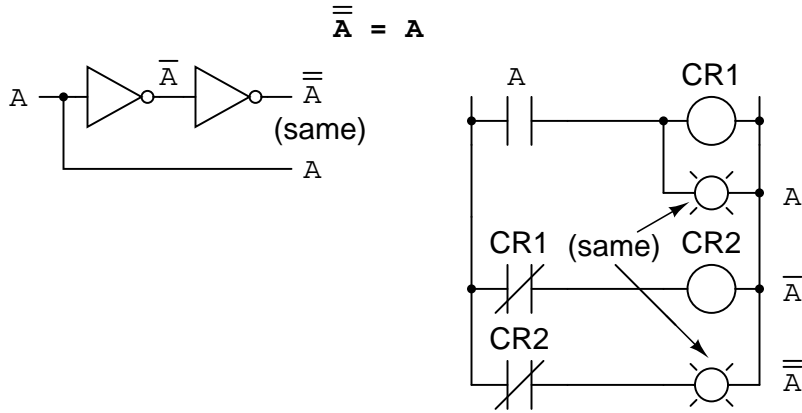 A̿ = A
A A̅ A̿
(same)
A
A CR1
A
CR1 (same) CR2
A̅
CR2
A̿